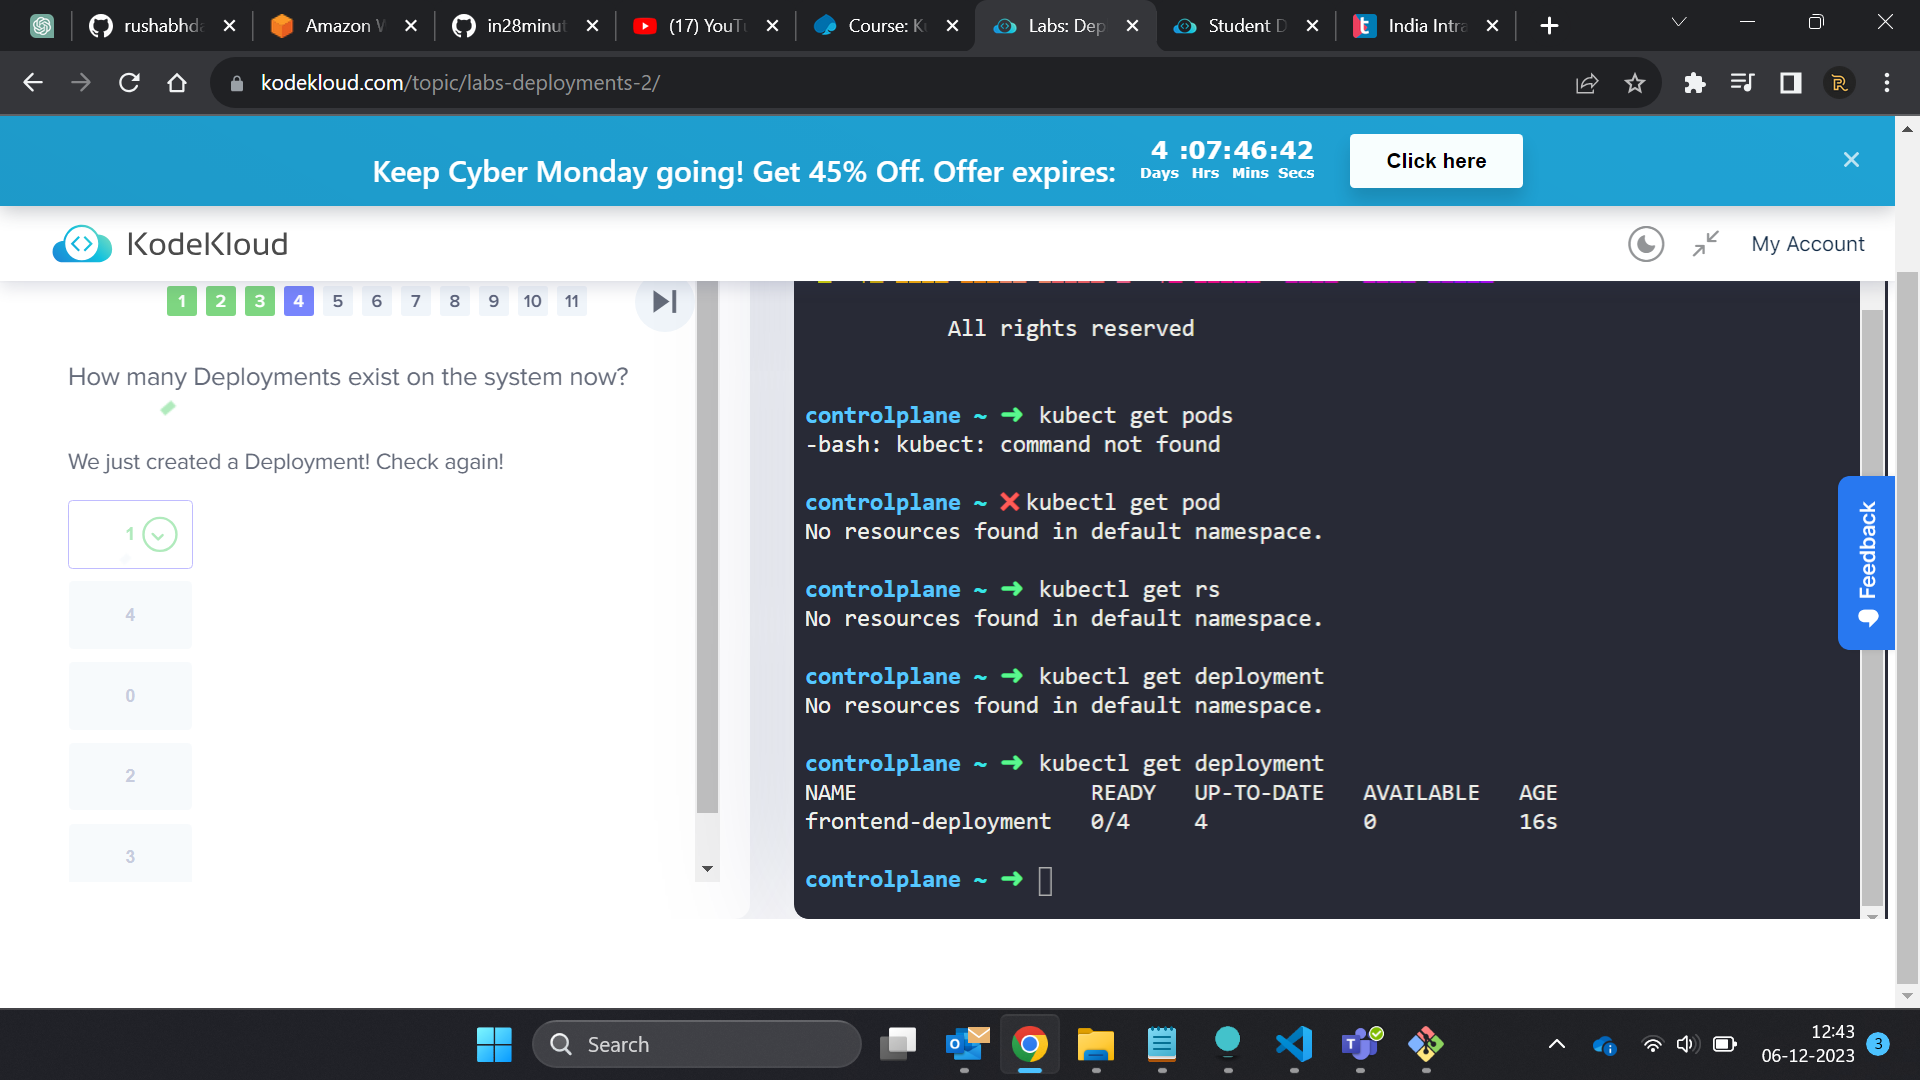 rushabhda
Amazon W
in28minut
(17) YouTu
Course: Ku
Labs: Dep
Student D
India Intra
kodekloud.com/topic/labs-deployments-2/
Keep Cyber Monday going! Get 45% Off. Offer expires:
4 :07:46:42
Days Hrs Mins Secs
Click here
KodeKloud
My Account
1 2 3 4 5 6 7 8 9 10 11
How many Deployments exist on the system now?
We just created a Deployment! Check again!
1
4
0
2
3
All rights reserved
controlplane ~ ➜ kubect get pods
-bash: kubect: command not found
controlplane ~ ✖ kubectl get pod
No resources found in default namespace.
controlplane ~ ➜ kubectl get rs
No resources found in default namespace.
controlplane ~ ➜ kubectl get deployment
No resources found in default namespace.
controlplane ~ ➜ kubectl get deployment
NAME READY UP-TO-DATE AVAILABLE AGE
frontend-deployment 0/4 4 0 16s
controlplane ~ ➜
Feedback
Search
12:43
06-12-2023
3